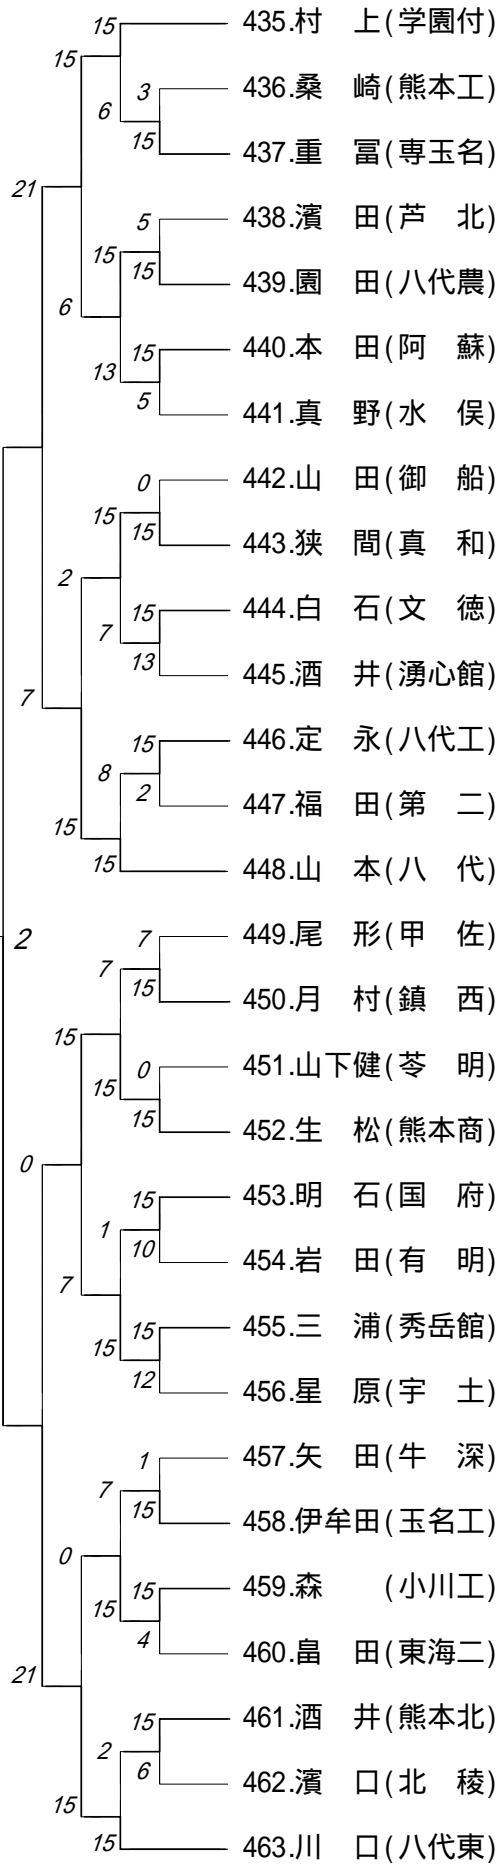 15 435.村 上(学園付)
15
3 436.桑 崎(熊本工)
6
15 437.重 冨(専玉名)
21
5 438.濱 田(芦 北)
15
15 439.園 田(八代農)
6
15 440.本 田(阿 蘇)
13
5 441.真 野(水 俣)
0 442.山 田(御 船)
15
15 443.狭 間(真 和)
2
15 444.白 石(文 徳)
7
13 445.酒 井(湧心館)
7
15 446.定 永(八代工)
8
2 447.福 田(第 二)
15
15 448.山 本(八 代)
2
7 449.尾 形(甲 佐)
7
15 450.月 村(鎮 西)
15
0 451.山下健(苓 明)
15
15 452.生 松(熊本商)
0
15 453.明 石(国 府)
1
10 454.岩 田(有 明)
7
15 455.三 浦(秀岳館)
15
12 456.星 原(宇 土)
1 457.矢 田(牛 深)
7
15 458.伊牟田(玉名工)
0
15 459.森 (小川工)
15
4 460.畠 田(東海二)
21
15 461.酒 井(熊本北)
2
6 462.濱 口(北 稜)
15
15 463.川 口(八代東)